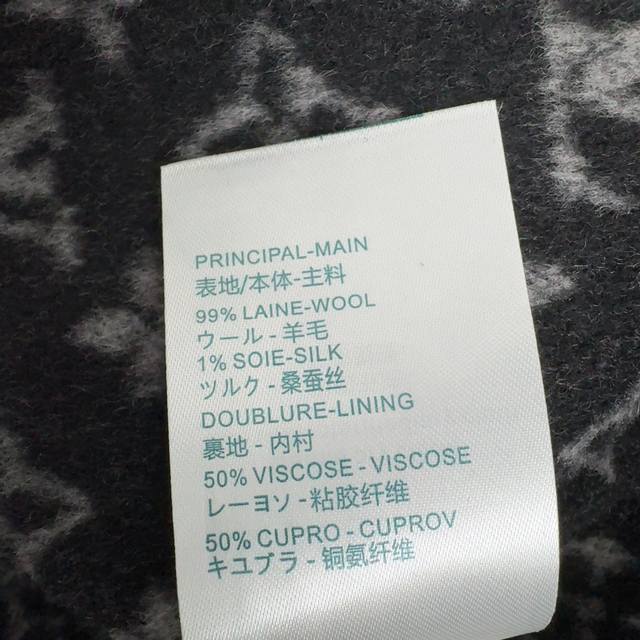 PRINCIPAL-MAIN
表地/本体-主料
99% LAINE-WOOL
ウール - 羊毛
1% SOIE-SILK
ツルク - 桑蚕丝
DOUBLURE-LINING
裏地 - 内村
50% VISCOSE - VISCOSE
レーヨソ - 粘胶纤维
50% CUPRO - CUPROV
キユブラ - 铜氨纤维